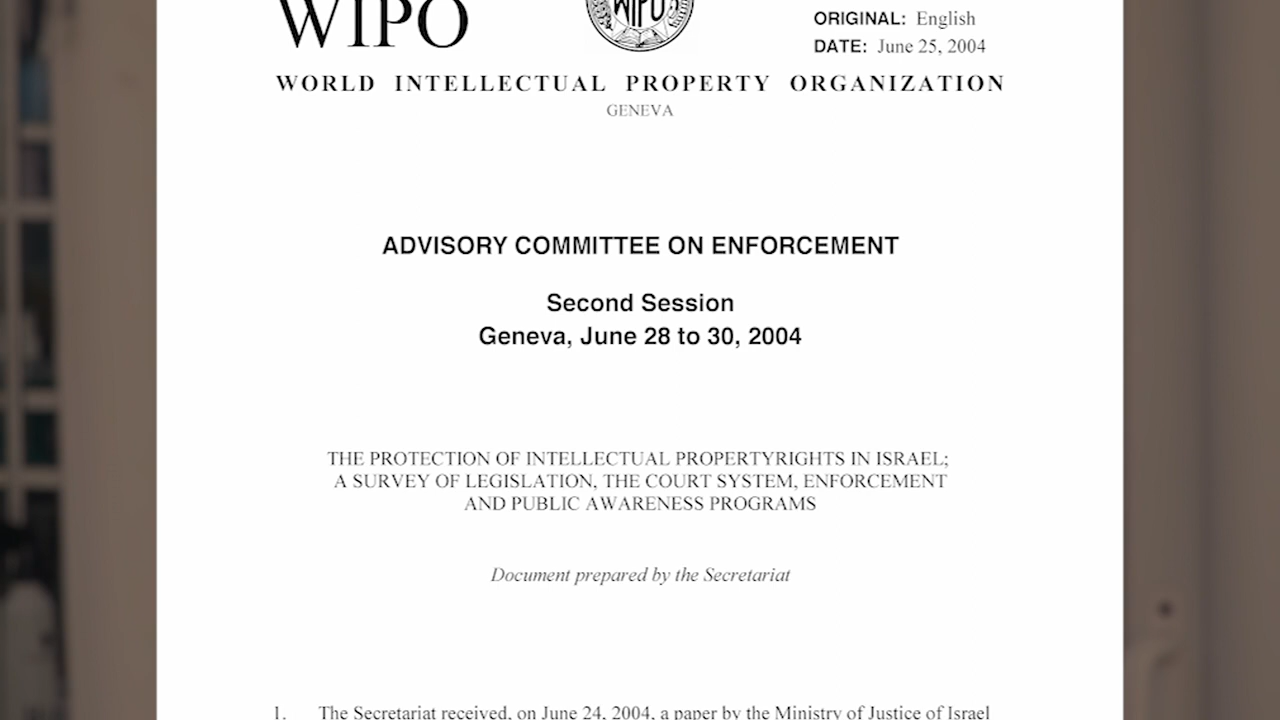 WIPO
WIPO
ORIGINAL: English
DATE: June 25, 2004
WORLD INTELLECTUAL PROPERTY ORGANIZATION
GENEVA
ADVISORY COMMITTEE ON ENFORCEMENT
Second Session
Geneva, June 28 to 30, 2004
THE PROTECTION OF INTELLECTUAL PROPERTYRIGHTS IN ISRAEL;
A SURVEY OF LEGISLATION, THE COURT SYSTEM, ENFORCEMENT
AND PUBLIC AWARENESS PROGRAMS
Document prepared by the Secretariat
1. The Secretariat received, on June 24, 2004, a paper by the Ministry of Justice of Israel